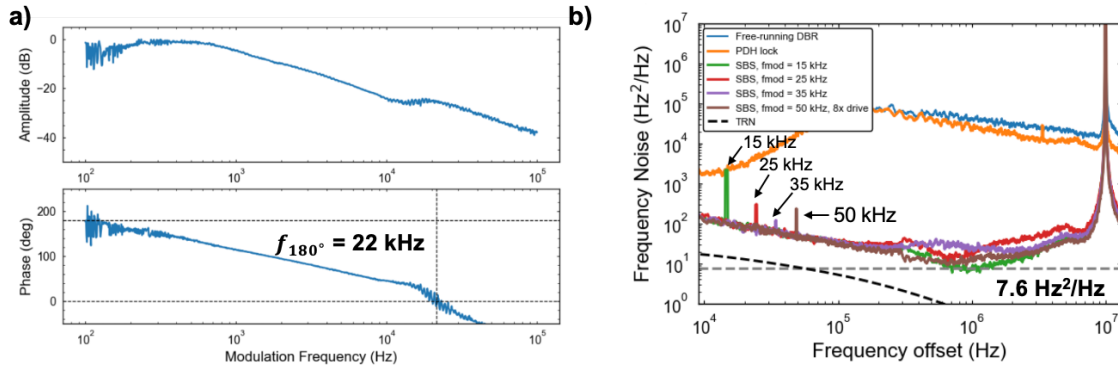 a)
0
−20
−40
Amplitude (dB)
10²
10³
10⁴
10⁵
200
100
0
Phase (deg)
f₁₈₀° = 22 kHz
10²
10³
10⁴
10⁵
Modulation Frequency (Hz)
b)
10⁷
10⁶
10⁵
10⁴
10³
10²
10¹
10⁰
Frequency Noise (Hz²/Hz)
Free-running DBR
PDH lock
SBS, fmod = 15 kHz
SBS, fmod = 25 kHz
SBS, fmod = 35 kHz
SBS, fmod = 50 kHz, 8x drive
TRN
15 kHz
25 kHz
35 kHz
50 kHz
7.6 Hz²/Hz
10⁴
10⁵
10⁶
10⁷
Frequency offset (Hz)